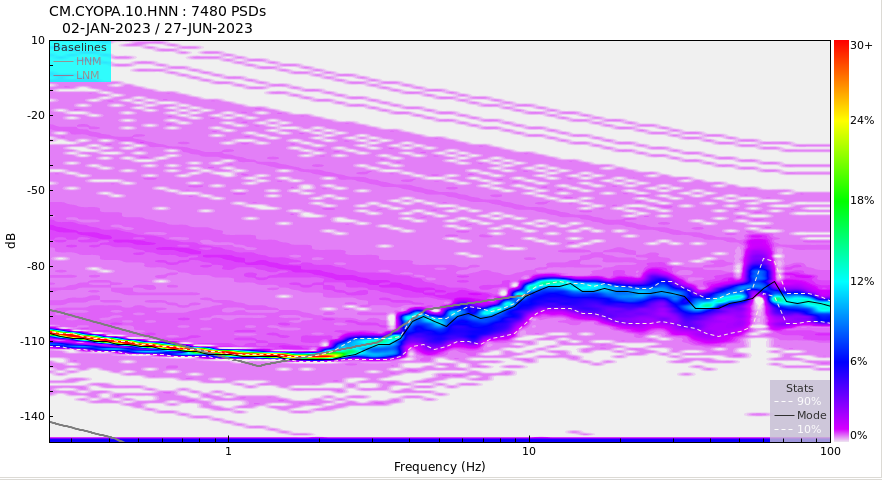 CM.CYOPA.10.HNN : 7480 PSDs
02-JAN-2023 / 27-JUN-2023
10
-20
-50
-80
-110
-140
dB
Baselines
HNM
LNM
Stats
90%
Mode
10%
1
10
100
Frequency (Hz)
30+
24%
18%
12%
6%
0%